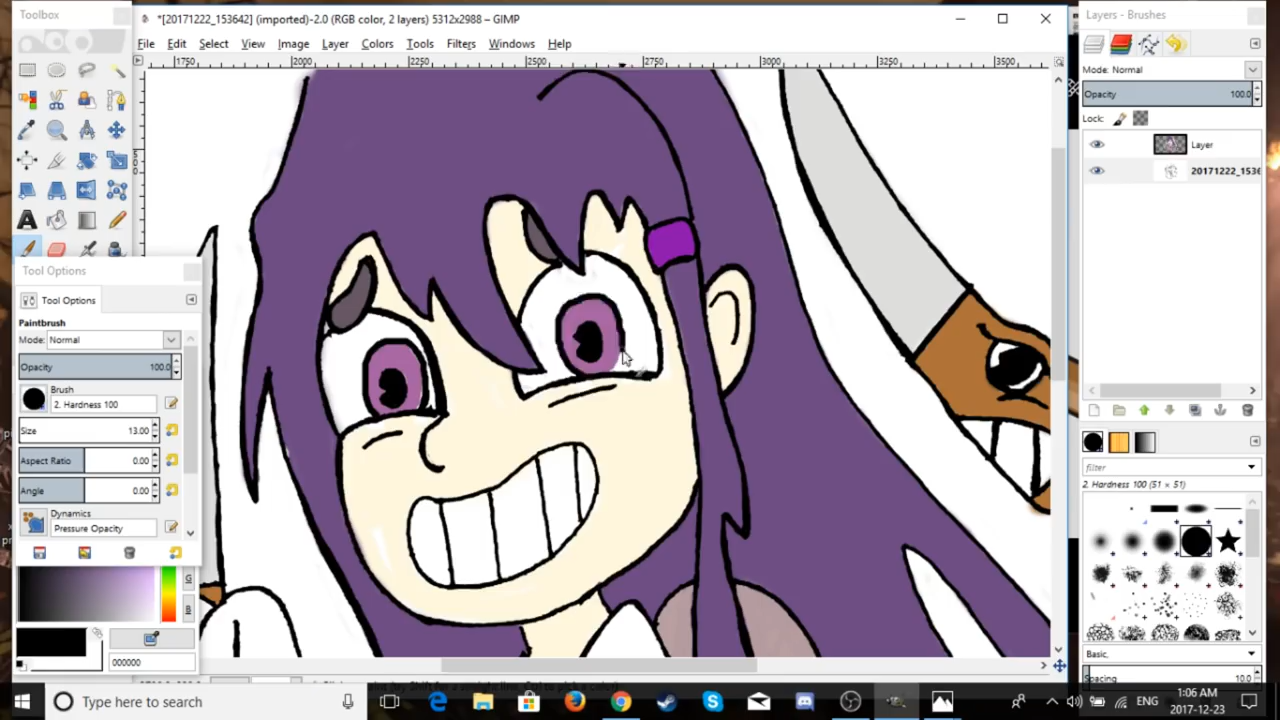 Toolbox
*[20171222_153642] (imported)-2.0 (RGB color, 2 layers) 5312x2988 – GIMP
Layers - Brushes
File Edit Select View Image Layer Colors Tools Filters Windows Help
1750 2000 2250 2500 2750 3000 3250 3500
Mode: Normal
Opacity 100.0
Lock:
Layer
20171222_1536
Tool Options
Tool Options
Paintbrush
Mode: Normal
Opacity 100.0
Brush
2. Hardness 100
Size 13.00
Aspect Ratio 0.00
Angle 0.00
Dynamics
Pressure Opacity
000000
filter
2. Hardness 100 (51 × 51)
Basic,
Spacing 10.0
Type here to search
ENG
1:06 AM
2017-12-23